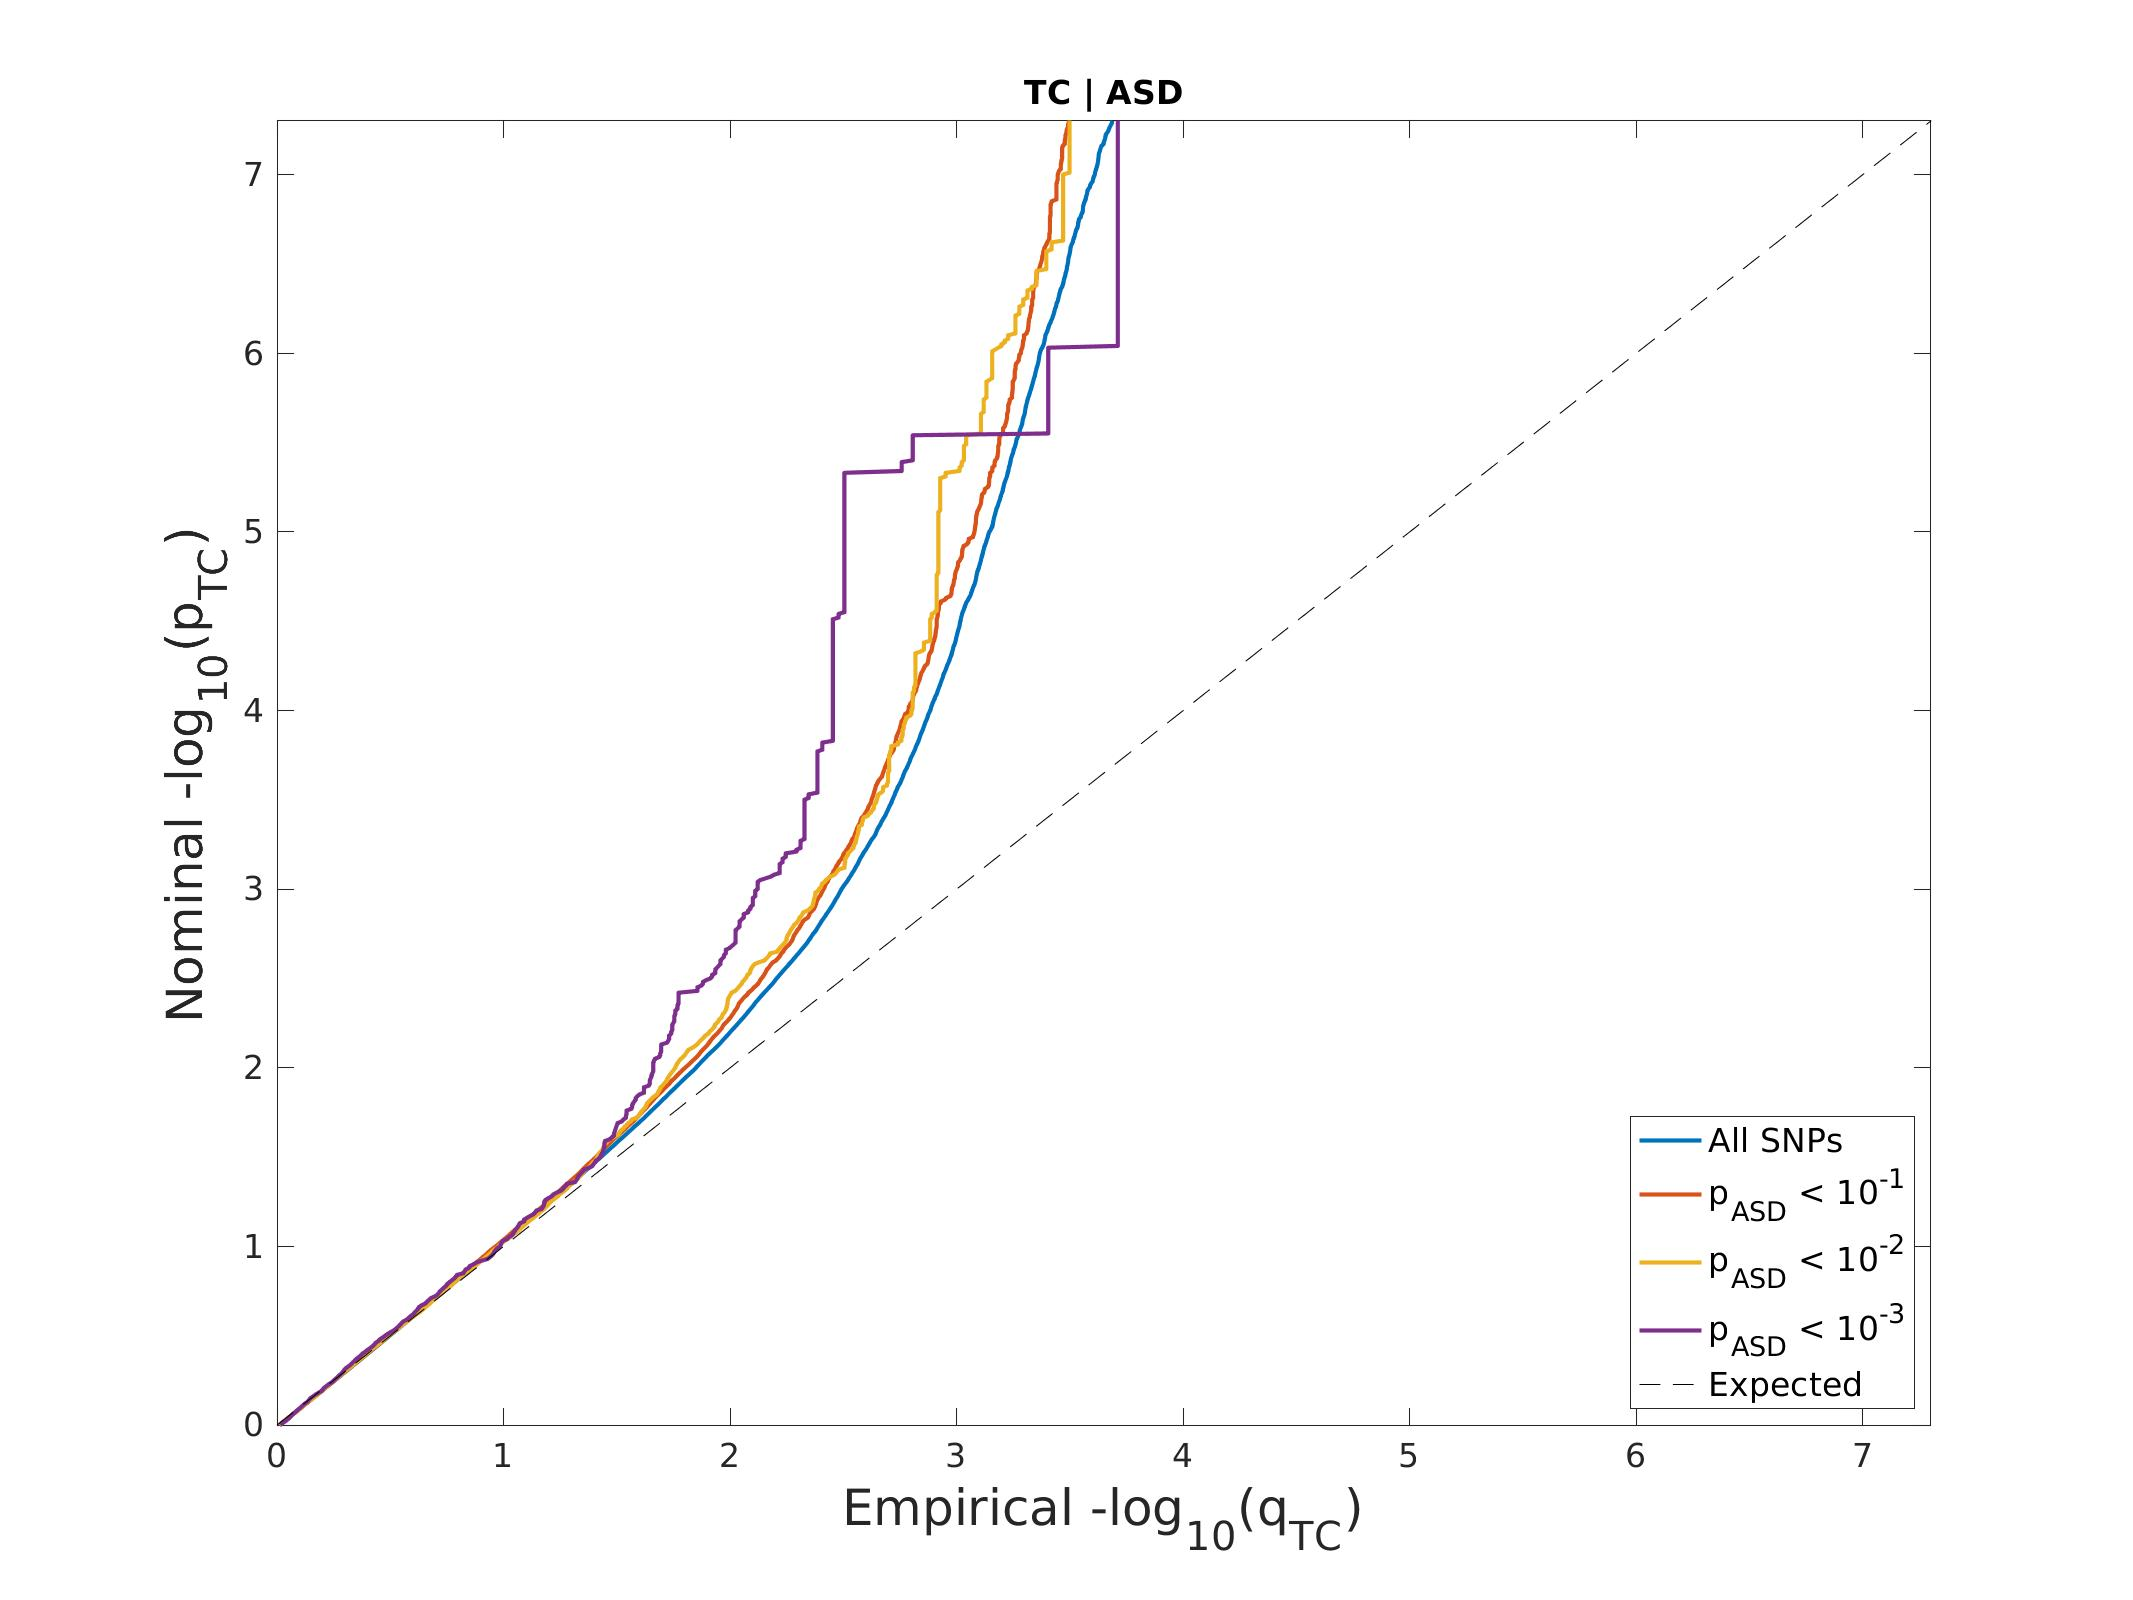 TC | ASD
7
6
5
4
3
2
1
0
Nominal -log10(pTC)
0 1 2 3 4 5 6 7
Empirical -log10(qTC)
All SNPs
pASD < 10-1
pASD < 10-2
pASD < 10-3
Expected